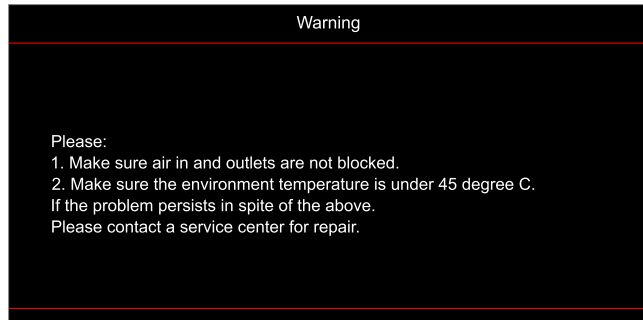 Warning
Please:
1. Make sure air in and outlets are not blocked.
2. Make sure the environment temperature is under 45 degree C.
If the problem persists in spite of the above.
Please contact a service center for repair.